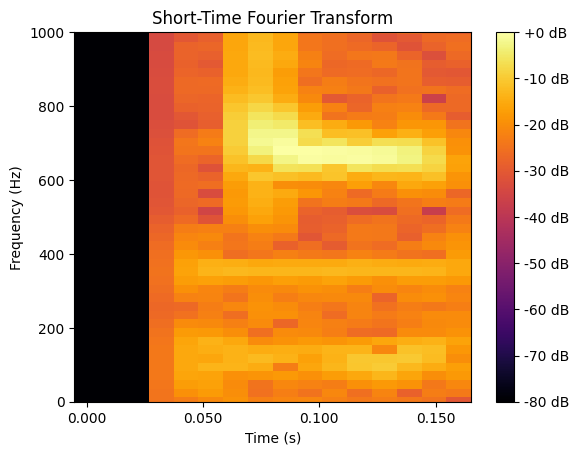 Short-Time Fourier Transform
1000
800
600
400
200
0
Frequency (Hz)
0.000
0.050
0.100
0.150
Time (s)
+0 dB
-10 dB
-20 dB
-30 dB
-40 dB
-50 dB
-60 dB
-70 dB
-80 dB